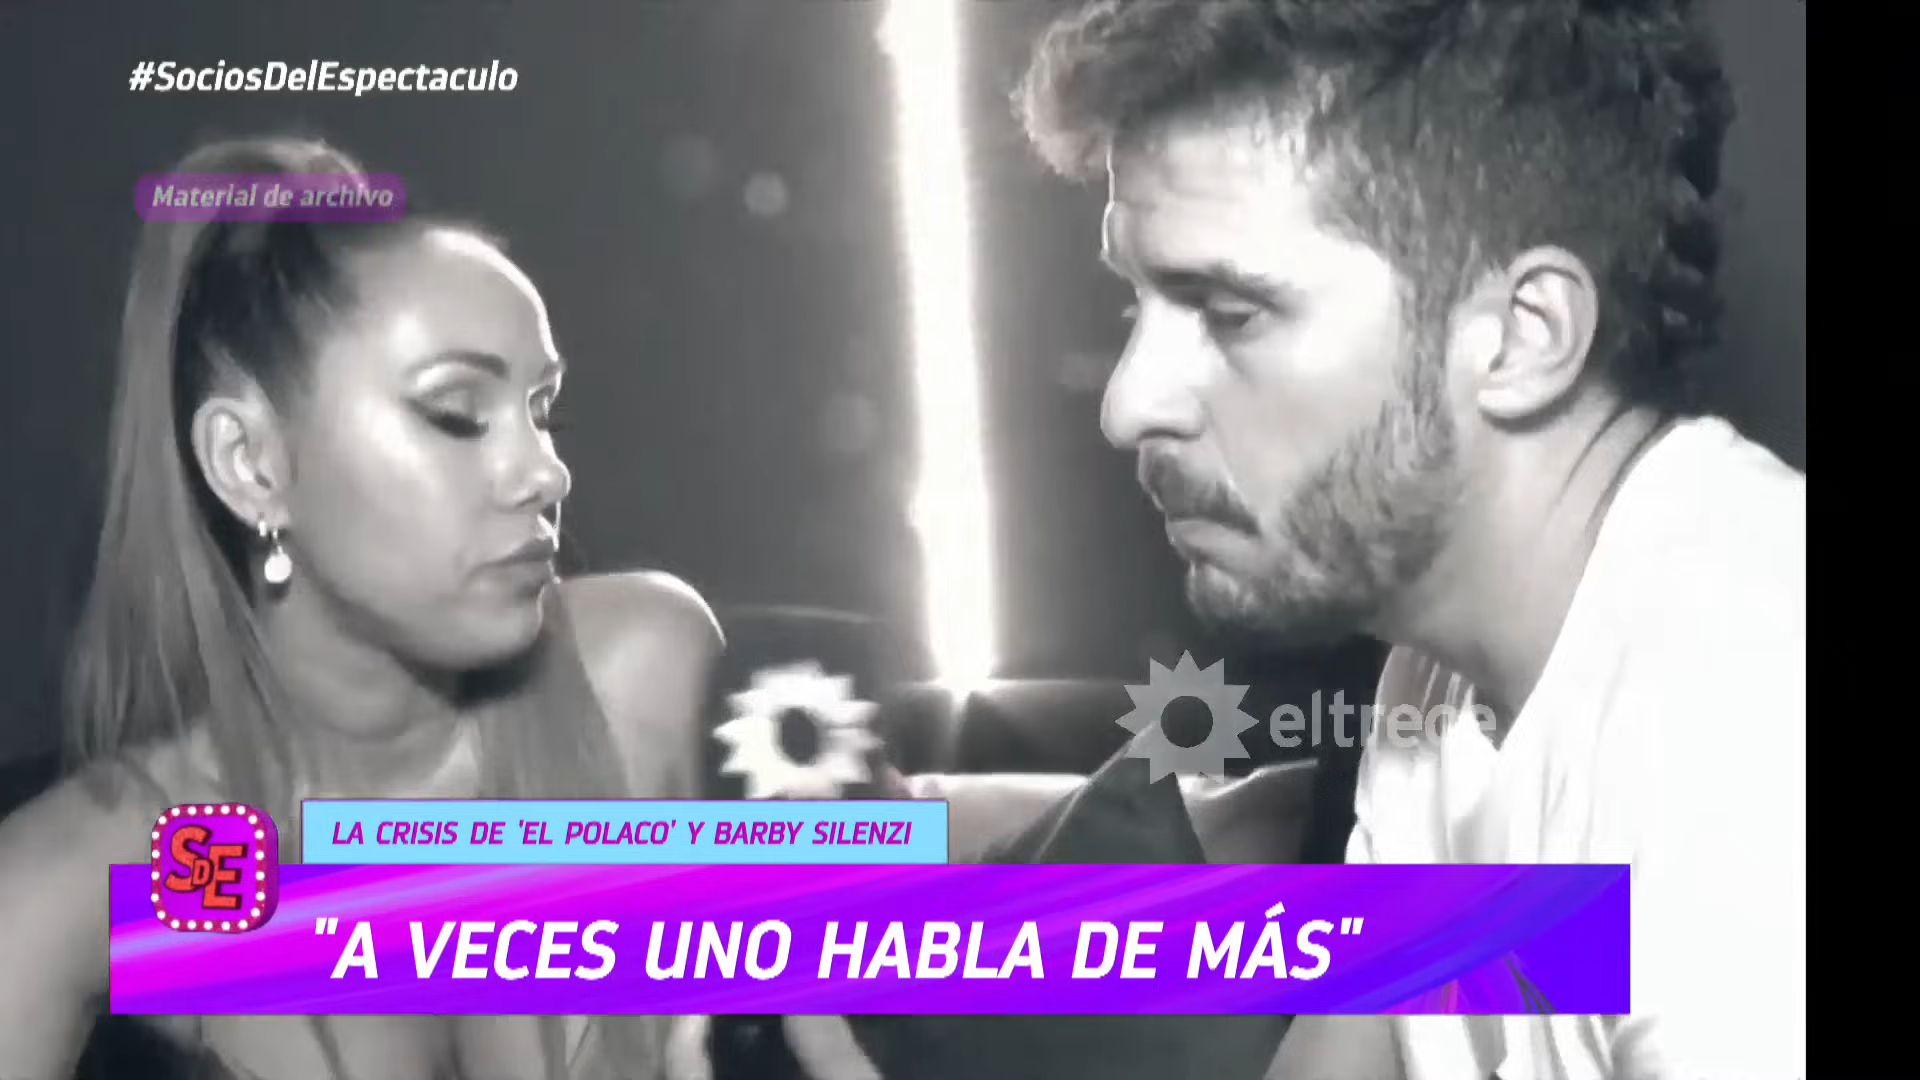 #SociosDelEspectaculo
Material de archivo
eltrece
LA CRISIS DE 'EL POLACO' Y BARBY SILENZI
SDE
"A VECES UNO HABLA DE MÁS"